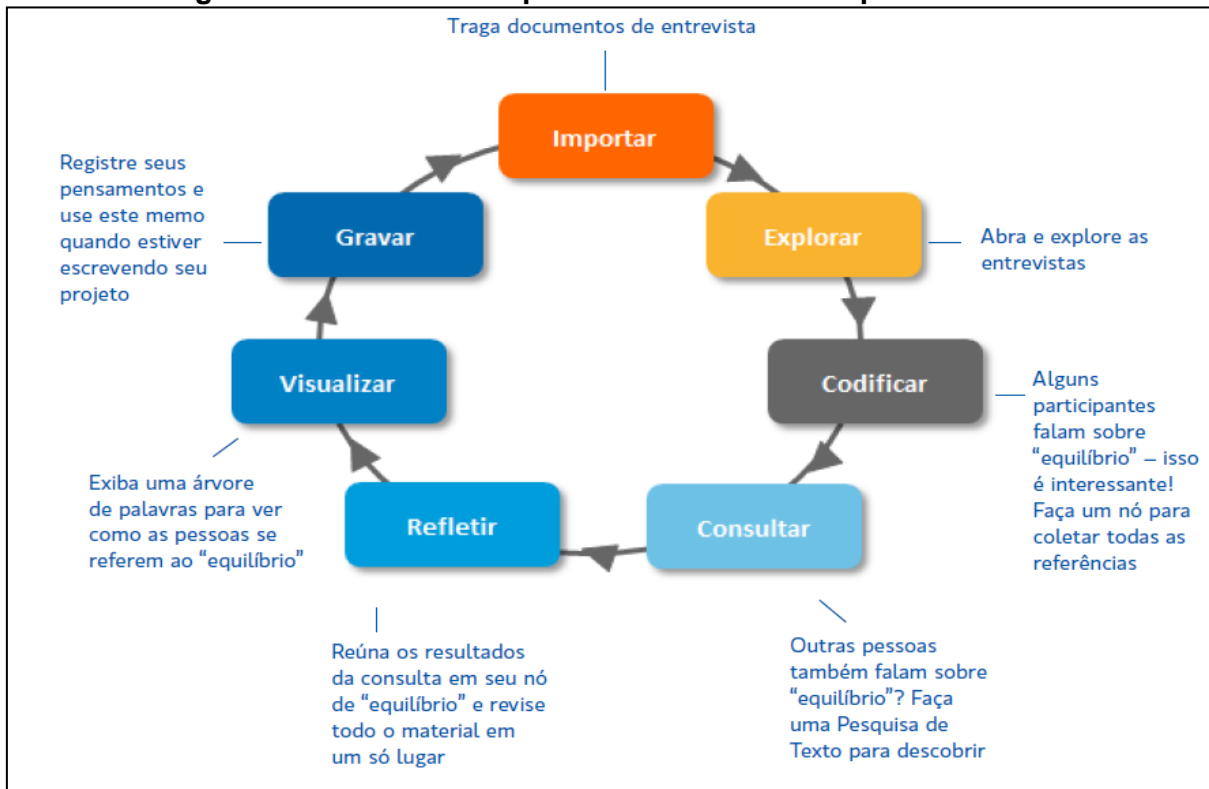 Traga documentos de entrevista
Importar
Explorar
Abra e explore as
entrevistas
Codificar
Alguns
participantes
falam sobre
“equilíbrio” – isso
é interessante!
Faça um nó para
coletar todas as
referências
Consultar
Outras pessoas
também falam sobre
“equilíbrio”? Faça
uma Pesquisa de
Texto para descobrir
Refletir
Reúna os resultados
da consulta em seu nó
de “equilíbrio” e revise
todo o material em
um só lugar
Visualizar
Exiba uma árvore
de palavras para ver
como as pessoas se
referem ao “equilíbrio”
Gravar
Registre seus
pensamentos e
use este memo
quando estiver
escrevendo seu
projeto